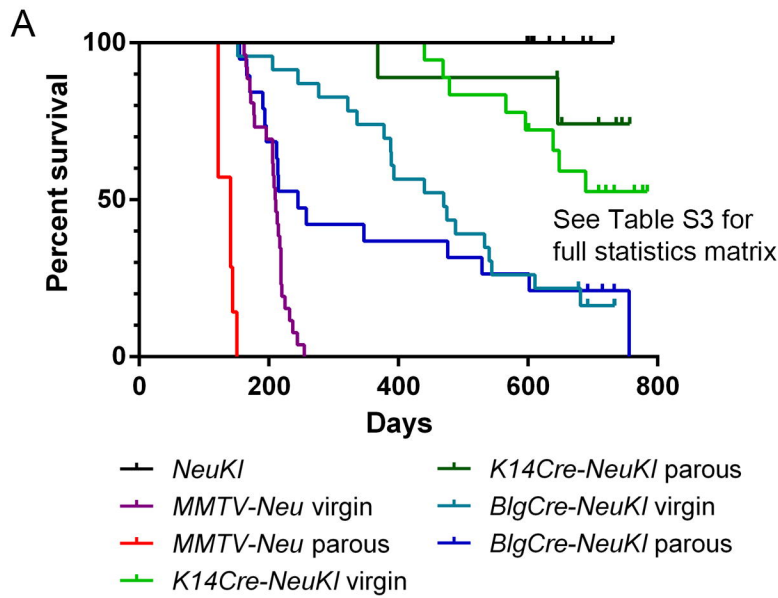 A
100
50
0
Percent survival
See Table S3 for
full statistics matrix
0 200 400 600 800
Days
NeuKI
MMTV-Neu virgin
MMTV-Neu parous
K14Cre-NeuKI virgin
K14Cre-NeuKI parous
BlgCre-NeuKI virgin
BlgCre-NeuKI parous